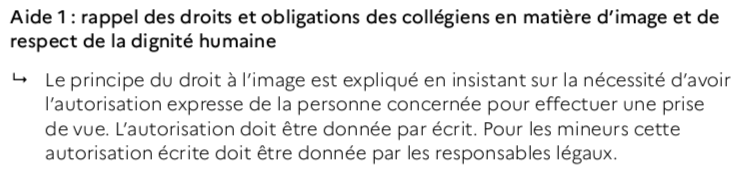 Aide 1 : rappel des droits et obligations des collégiens en matière d’image et de
respect de la dignité humaine
↳ Le principe du droit à l’image est expliqué en insistant sur la nécessité d’avoir
l’autorisation expresse de la personne concernée pour effectuer une prise
de vue. L’autorisation doit être donnée par écrit. Pour les mineurs cette
autorisation écrite doit être donnée par les responsables légaux.